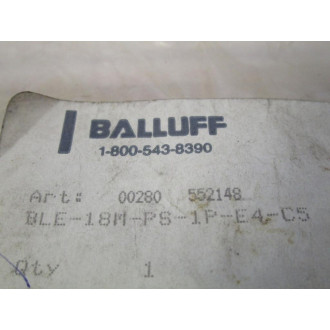 BALLUFF
1-800-543-8390
Art: 00280 552148
BLE-18M-PS-1P-E4-C5
Qty 1